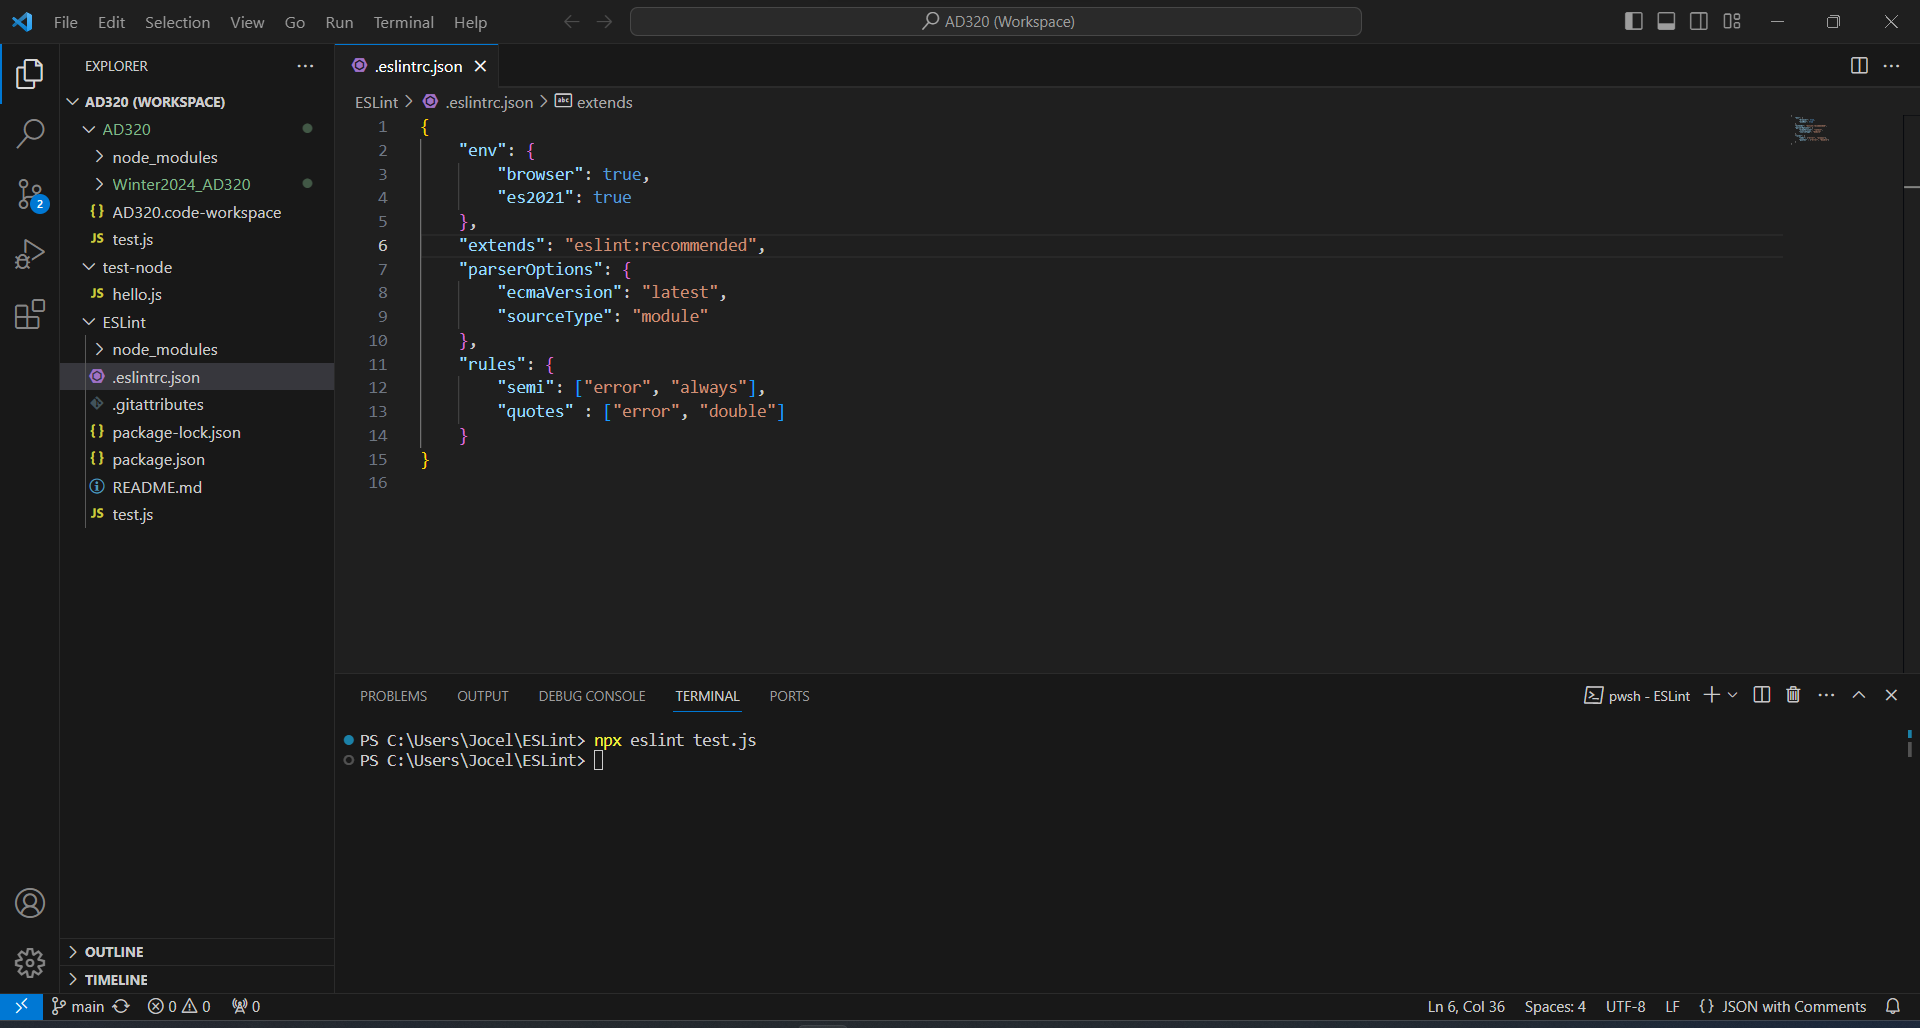 File Edit Selection View Go Run Terminal Help
AD320 (Workspace)
EXPLORER
AD320 (WORKSPACE)
AD320
node_modules
Winter2024_AD320
2
{} AD320.code-workspace
JS test.js
test-node
JS hello.js
ESLint
node_modules
.eslintrc.json
.gitattributes
{} package-lock.json
{} package.json
README.md
JS test.js
OUTLINE
TIMELINE
.eslintrc.json
ESLint > .eslintrc.json > abc extends
1 {
2     "env": {
3         "browser": true,
4         "es2021": true
5     },
6     "extends": "eslint:recommended",
7     "parserOptions": {
8         "ecmaVersion": "latest",
9         "sourceType": "module"
10     },
11     "rules": {
12         "semi": ["error", "always"],
13         "quotes" : ["error", "double"]
14     }
15 }
16
PROBLEMS OUTPUT DEBUG CONSOLE TERMINAL PORTS
pwsh - ESLint
PS C:\Users\Jocel\ESLint> npx eslint test.js
PS C:\Users\Jocel\ESLint>
main 0 0 0
Ln 6, Col 36 Spaces: 4 UTF-8 LF {} JSON with Comments